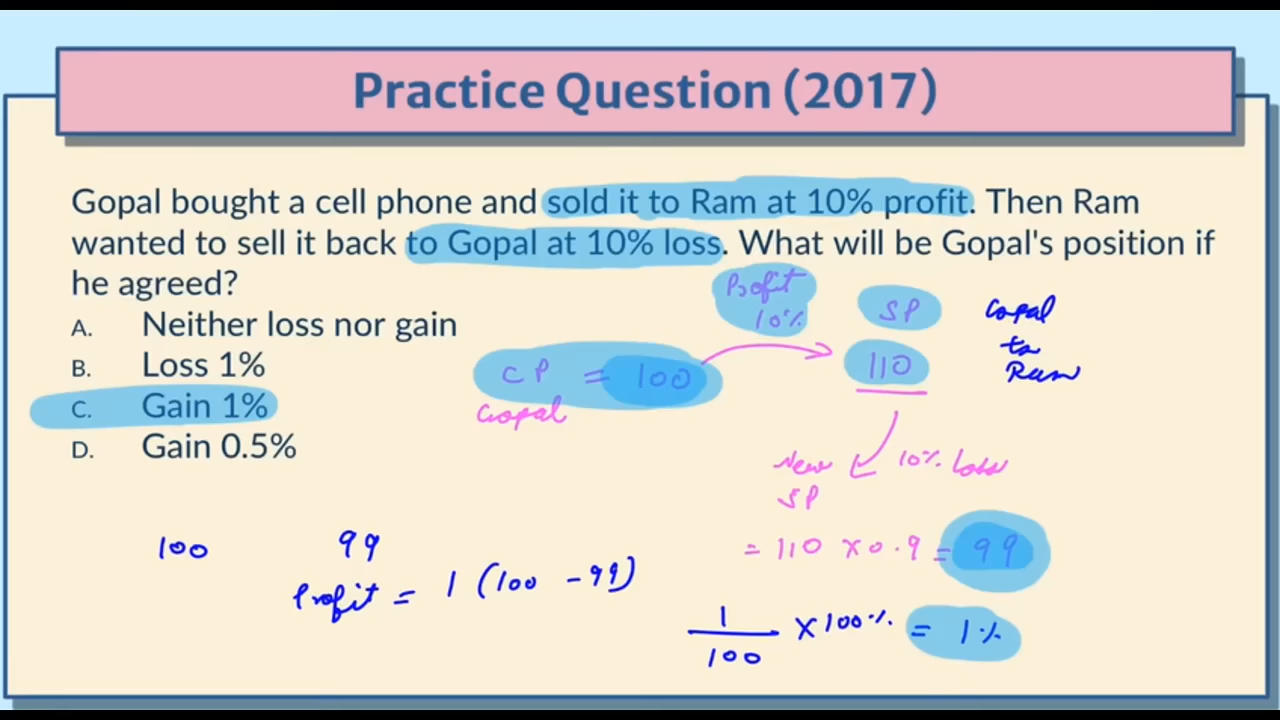 Practice Question (2017)
Gopal bought a cell phone and sold it to Ram at 10% profit. Then Ram
wanted to sell it back to Gopal at 10% loss. What will be Gopal's position if
he agreed?
A. Neither loss nor gain
B. Loss 1%
C. Gain 1%
D. Gain 0.5%
Profit
10%
SP
Gopal
to
Ram
CP = 100
110
Gopal
New
SP
10% Loss
= 110 x 0.9 = 99
100
99
Profit = 1 (100 - 99)
1
100
x 100% = 1%